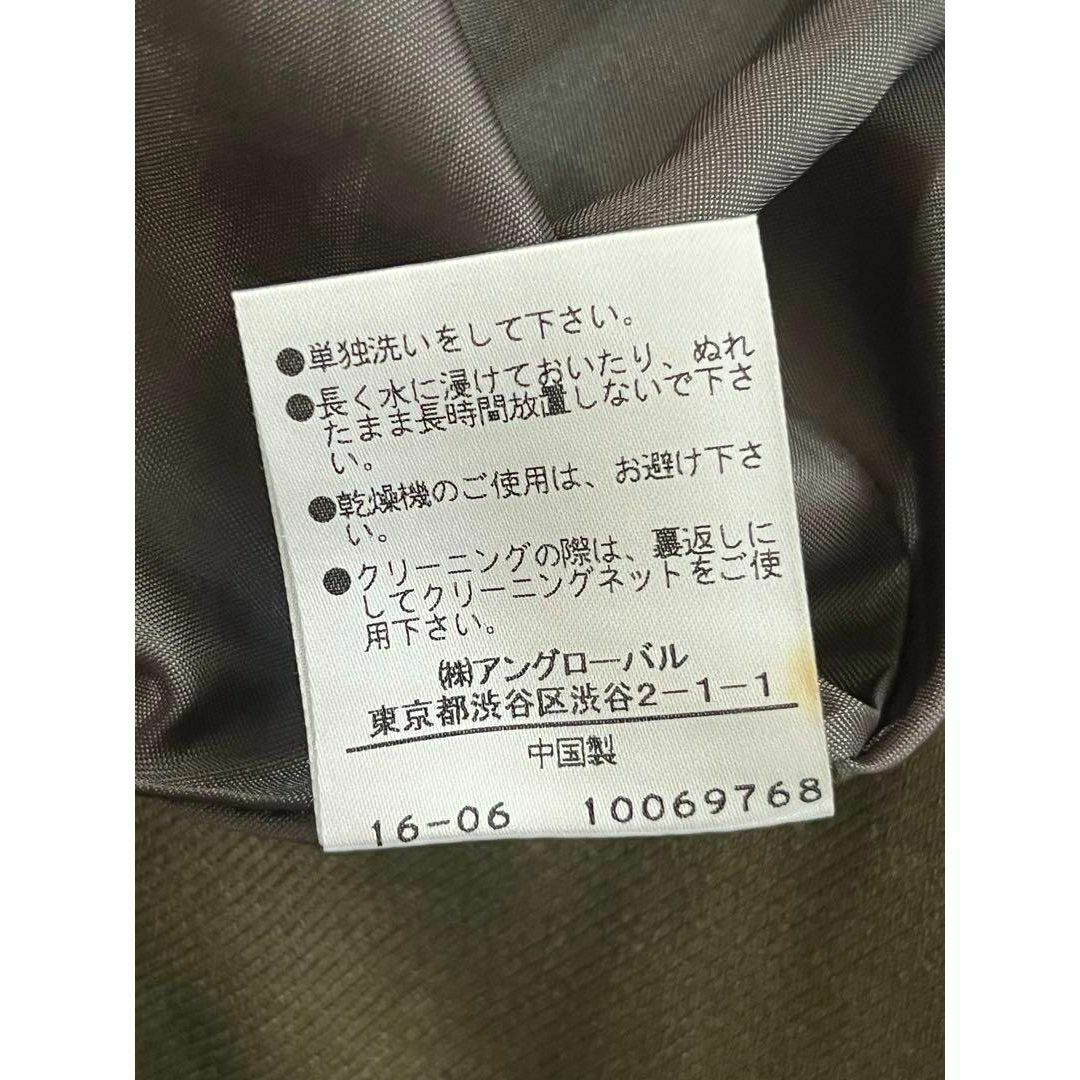 ●単独洗いをして下さい。
●長く水に浸けておいたり、ぬれ
たまま長時間放置しないで下さ
い。
●乾燥機のご使用は、お避け下さ
い。
●クリーニングの際は、裏返しに
してクリーニングネットをご使
用下さい。
㈱アングローバル
東京都渋谷区渋谷2-1-1
中国製
16-06 10069768